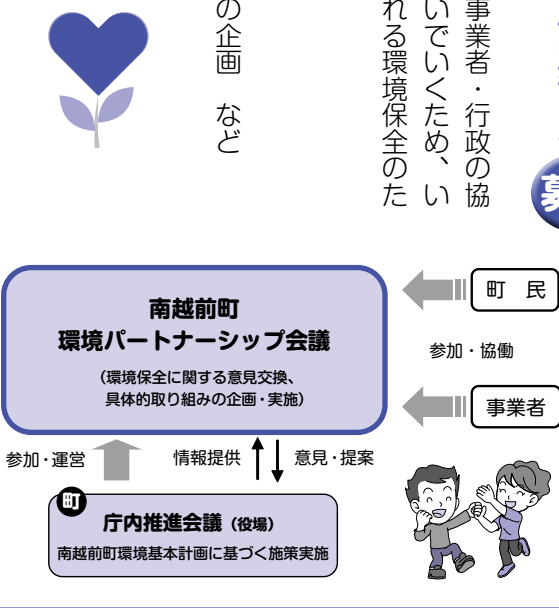 事業者・行政の協
いでいくため、い
れる環境保全のた
の企画 など
募
南越前町
環境パートナーシップ会議
(環境保全に関する意見交換、
具体的取り組みの企画・実施)
町 民
参加・協働
事業者
参加・運営
情報提供
意見・提案
町
庁内推進会議(役場)
南越前町環境基本計画に基づく施策実施